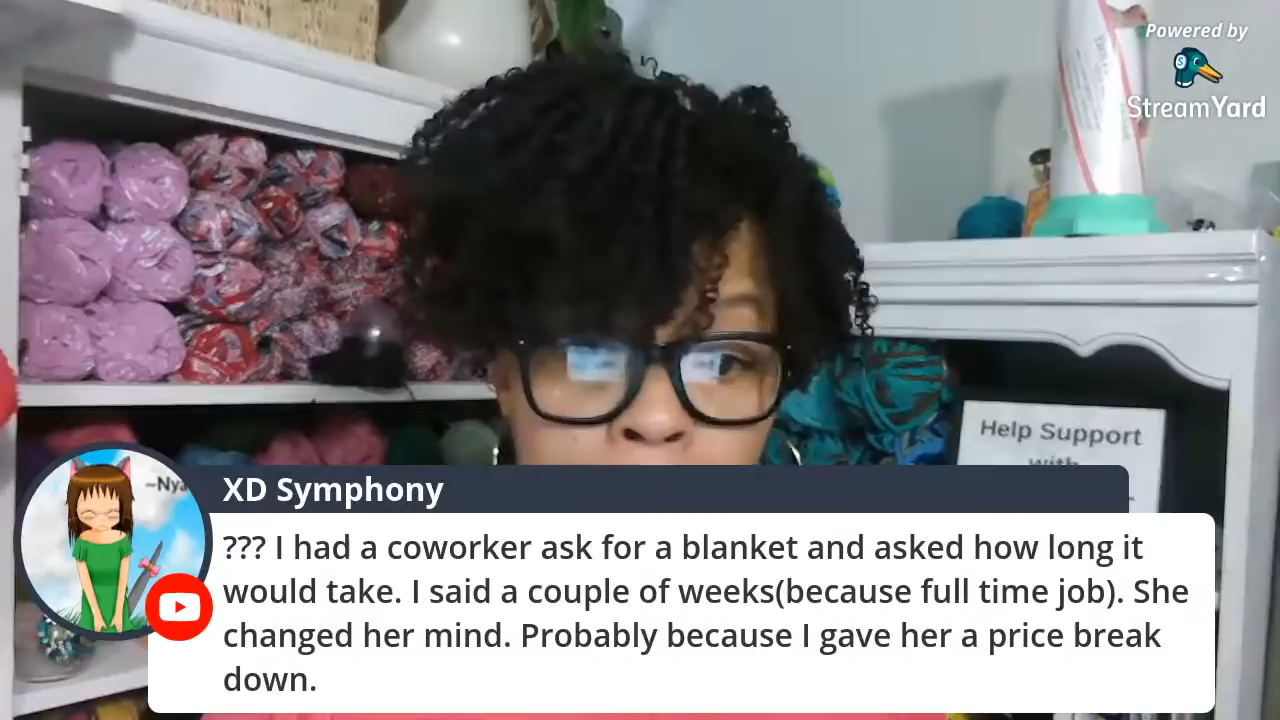 Powered by
StreamYard
Help Support
with
~Nya
XD Symphony
??? I had a coworker ask for a blanket and asked how long it
would take. I said a couple of weeks(because full time job). She
changed her mind. Probably because I gave her a price break
down.